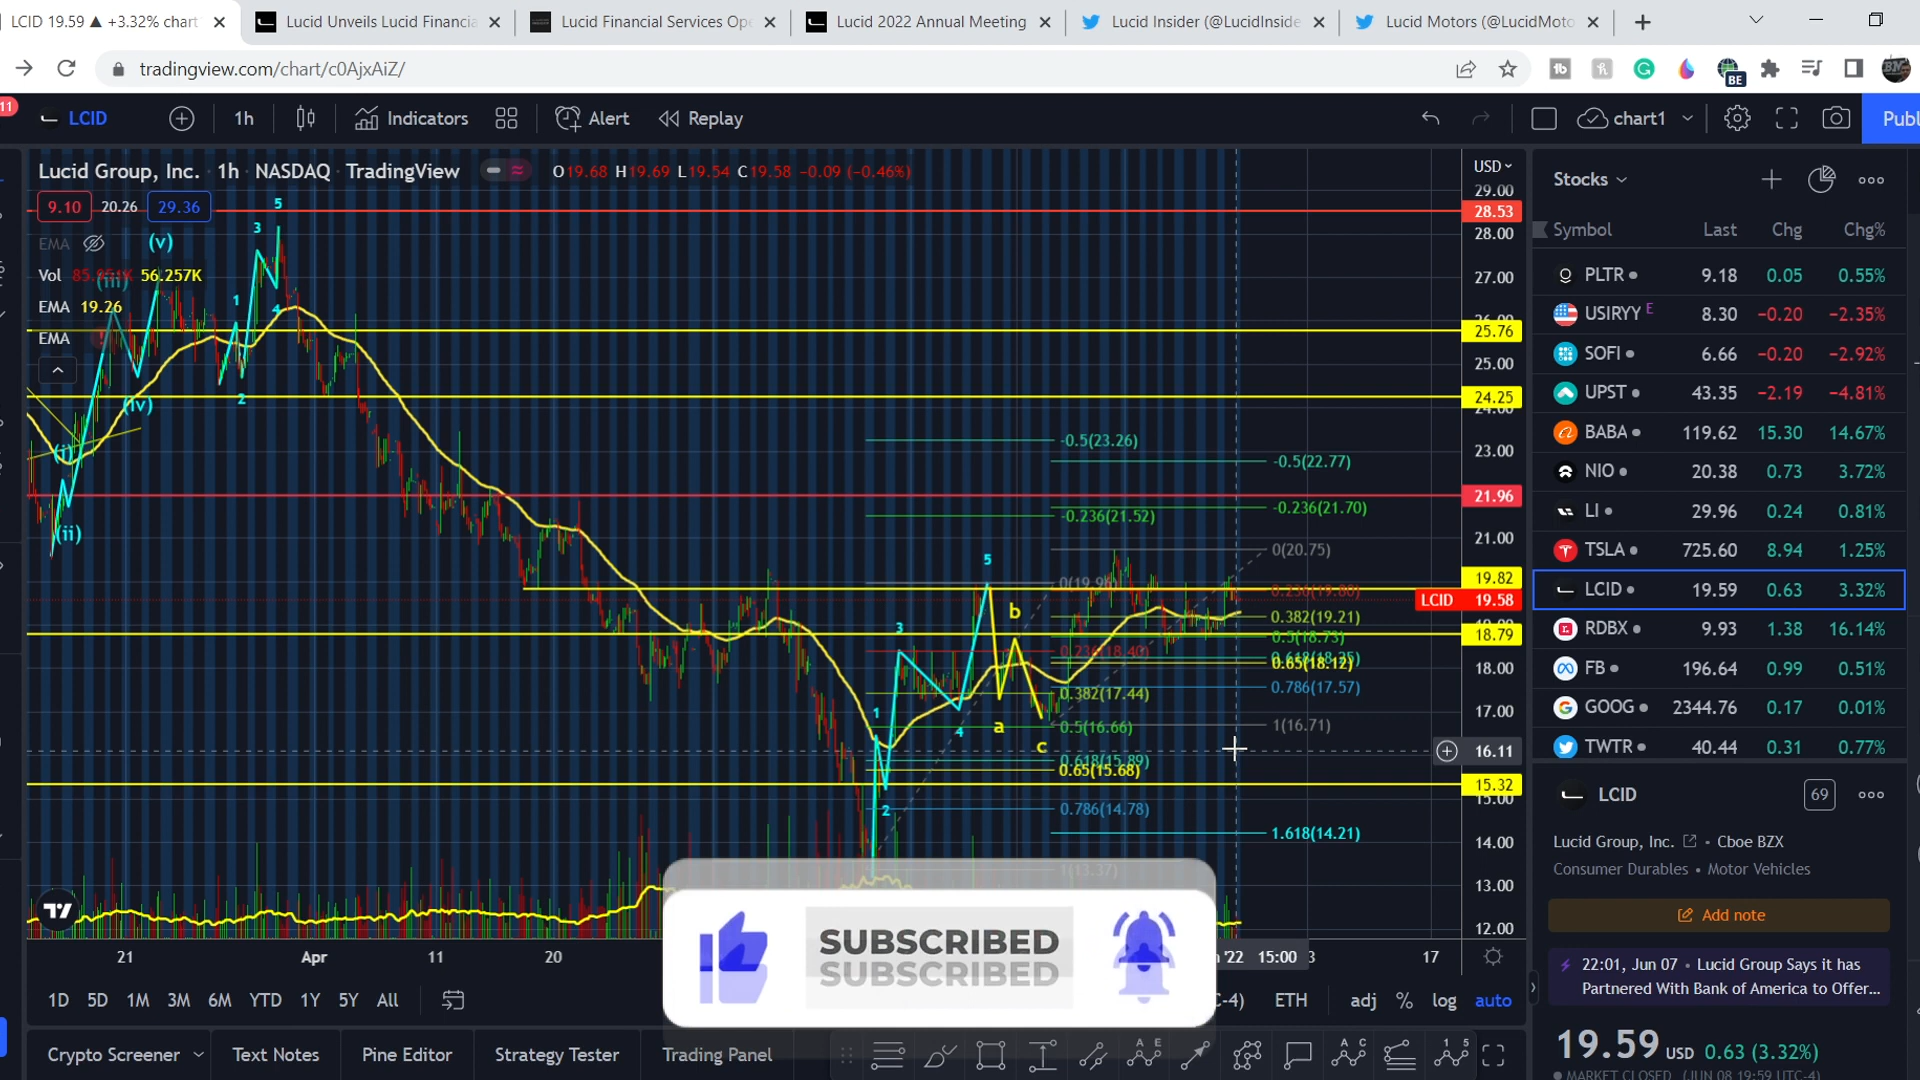 LCID 19.59 ▲ +3.32% chart
Lucid Unveils Lucid Financia
Lucid Financial Services Ope
Lucid 2022 Annual Meeting
Lucid Insider (@LucidInside
Lucid Motors (@LucidMoto
tradingview.com/chart/c0AjxAiZ/
BE
11
LCID
1h
Indicators
Alert
Replay
chart1
Publ
Lucid Group, Inc. · 1h · NASDAQ · TradingView
O19.68 H19.69 L19.54 C19.58 −0.09 (−0.46%)
9.10 20.26 29.36
EMA
Vol 56.257K
EMA 19.26
EMA
(i)
(ii)
(iii)
(iv)
(v)
1
2
3
4
5
1
2
3
4
5
a
b
c
-0.5(23.26)
-0.236(21.52)
0.236(18.40)
0.382(17.44)
0.5(16.66)
0.618(15.89)
0.65(15.68)
0.786(14.78)
1(13.37)
-0.5(22.77)
-0.236(21.70)
0(20.75)
0.236(19.80)
0.382(19.21)
0.5(18.73)
0.65(18.12)
0.786(17.57)
1(16.71)
1.618(14.21)
USD
29.00
28.53
28.00
27.00
25.76
25.00
24.25
24.00
23.00
21.96
21.00
19.82
LCID 19.58
18.79
18.00
17.00
16.11
15.32
15.00
14.00
13.00
12.00
21
Apr
11
20
'22 15:00
17
SUBSCRIBED
SUBSCRIBED
1D 5D 1M 3M 6M YTD 1Y 5Y All
ETH
adj % log auto
Crypto Screener
Text Notes
Pine Editor
Strategy Tester
Trading Panel
Stocks
Symbol Last Chg Chg%
PLTR 9.18 0.05 0.55%
USIRYY E 8.30 −0.20 −2.35%
SOFI 6.66 −0.20 −2.92%
UPST 43.35 −2.19 −4.81%
BABA 119.62 15.30 14.67%
NIO 20.38 0.73 3.72%
LI 29.96 0.24 0.81%
TSLA 725.60 8.94 1.25%
LCID 19.59 0.63 3.32%
RDBX 9.93 1.38 16.14%
FB 196.64 0.99 0.51%
GOOG 2344.76 0.17 0.01%
TWTR 40.44 0.31 0.77%
LCID
69
Lucid Group, Inc. • Cboe BZX
Consumer Durables • Motor Vehicles
Add note
22:01, Jun 07 • Lucid Group Says it has
Partnered With Bank of America to Offer...
19.59 USD 0.63 (3.32%)
MARKET CLOSED (JUN 08 19:59 UTC-4)